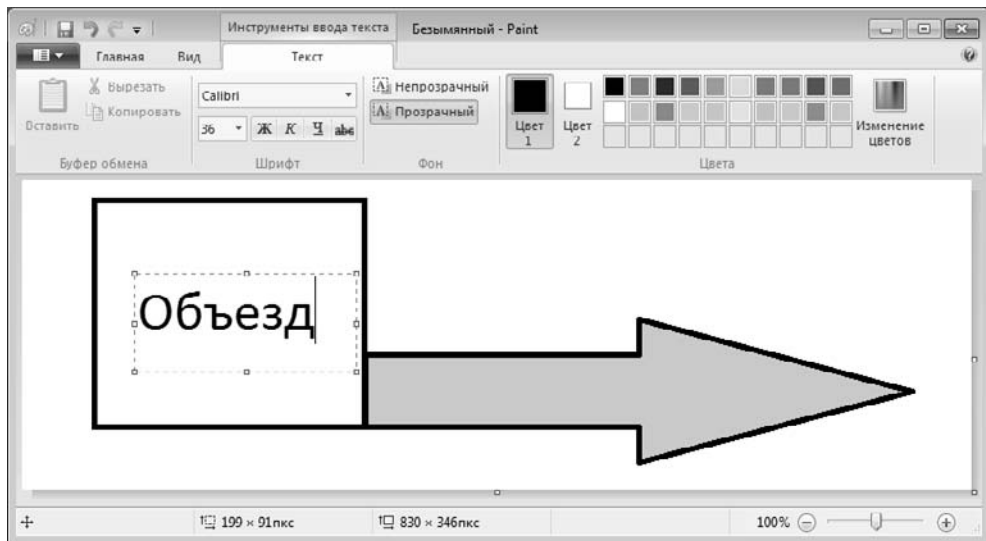 Инструменты ввода текста Безымянный - Paint
Главная Вид Текст
Вставить
Вырезать
Копировать
Буфер обмена
Calibri
36 Ж К Ч abc
Шрифт
Непрозрачный
Прозрачный
Фон
Цвет 1
Цвет 2
Изменение цветов
Цвета
Объезд
199 × 91пкс 830 × 346пкс 100%